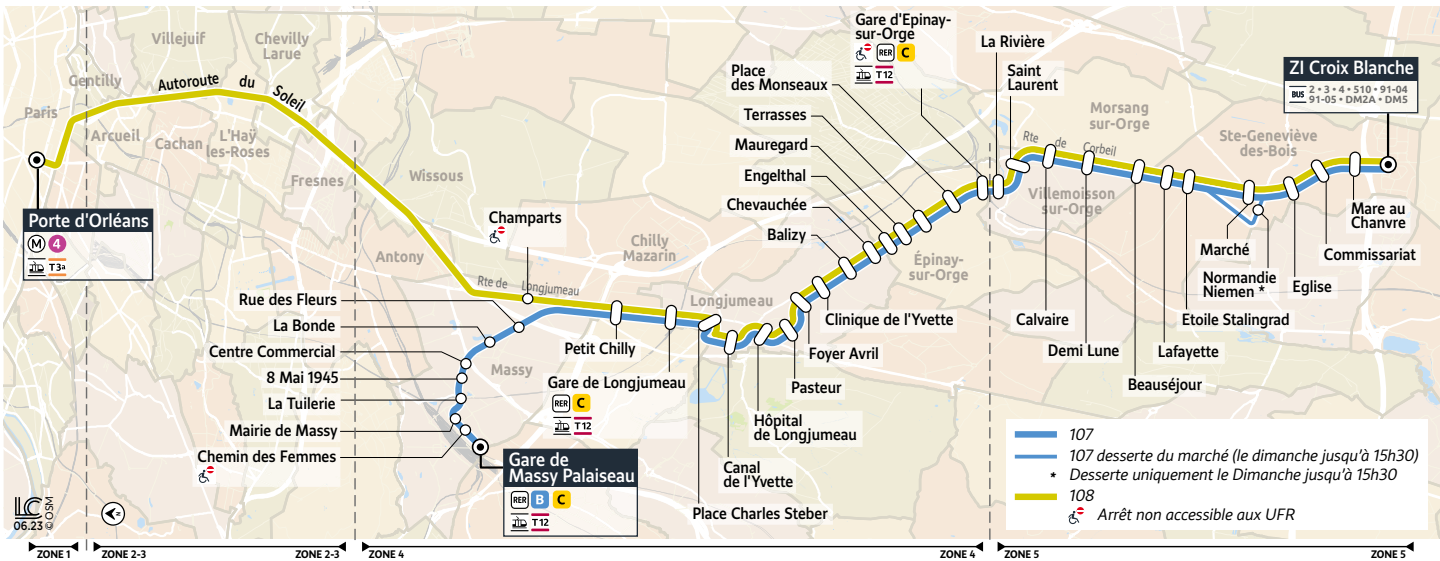 Villejuif
Chevilly
Larue
Gentilly
Autoroute du Soleil
Paris
Arcueil
Cachan
L'Haÿ
les-Roses
Fresnes
Wissous
Antony
Chilly
Mazarin
Longjumeau
Massy
Épinay-
sur-Orge
Villemoisson
sur-Orge
Morsang
sur-Orge
Ste-Geneviève
des-Bois
Rte de Longjumeau
Rte de Corbeil
Porte d'Orléans
M 4
T3a
Champarts
Rue des Fleurs
La Bonde
Centre Commercial
8 Mai 1945
La Tuilerie
Mairie de Massy
Chemin des Femmes
Gare de
Massy Palaiseau
RER B C
T12
Petit Chilly
Gare de Longjumeau
RER C
T12
Place Charles Steber
Canal
de l'Yvette
Hôpital
de Longjumeau
Pasteur
Foyer Avril
Clinique de l'Yvette
Balizy
Chevauchée
Engelthal
Mauregard
Terrasses
Place
des Monseaux
Gare d'Epinay-
sur-Orge
RER C
T12
La Rivière
Saint
Laurent
Calvaire
Demi Lune
Beauséjour
Lafayette
Etoile Stalingrad
Marché
Normandie
Niemen *
Eglise
Commissariat
Mare au
Chanvre
ZI Croix Blanche
BUS 2 • 3 • 4 • 510 • 91-04
91-05 • DM2A • DM5
107
107 desserte du marché (le dimanche jusqu'à 15h30)
* Desserte uniquement le Dimanche jusqu'à 15h30
108
Arrêt non accessible aux UFR
LC
06.23 © OSM
N
ZONE 1
ZONE 2-3
ZONE 2-3
ZONE 4
ZONE 4
ZONE 5
ZONE 5